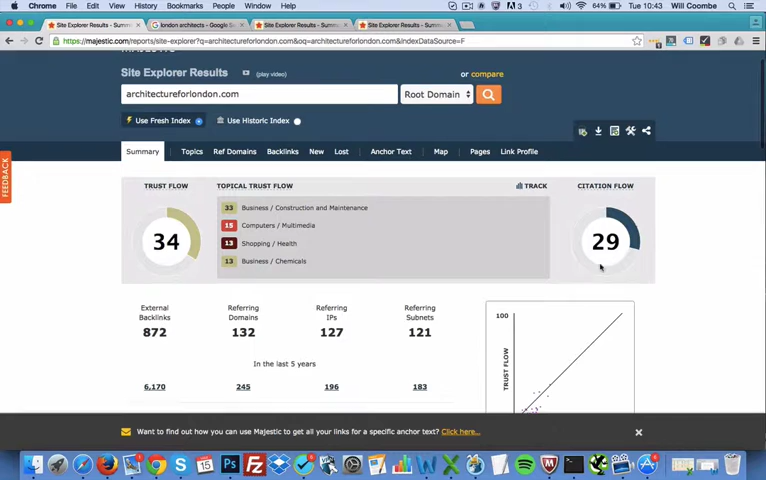 Chrome File Edit View History Bookmarks People Window Help 64% Tue 10:43 Will Coombe
Site Explorer Results - Summ london architects - Google S Site Explorer Results - Summ Site Explorer Results - Summ
https://majestic.com/reports/site-explorer?q=architectureforlondon.com&oq=architectureforlondon.com&IndexDataSource=F
Site Explorer Results (play video) or compare
architectureforlondon.com Root Domain
Use Fresh Index Use Historic Index
Summary Topics Ref Domains Backlinks New Lost Anchor Text Map Pages Link Profile
FEEDBACK
TRUST FLOW TOPICAL TRUST FLOW TRACK CITATION FLOW
33 Business / Construction and Maintenance
15 Computers / Multimedia
34 29
13 Shopping / Health
13 Business / Chemicals
External Backlinks Referring Domains Referring IPs Referring Subnets
872 132 127 121
In the last 5 years
6,170 245 196 183
100
TRUST FLOW
Want to find out how you can use Majestic to get all your links for a specific anchor text? Click here...